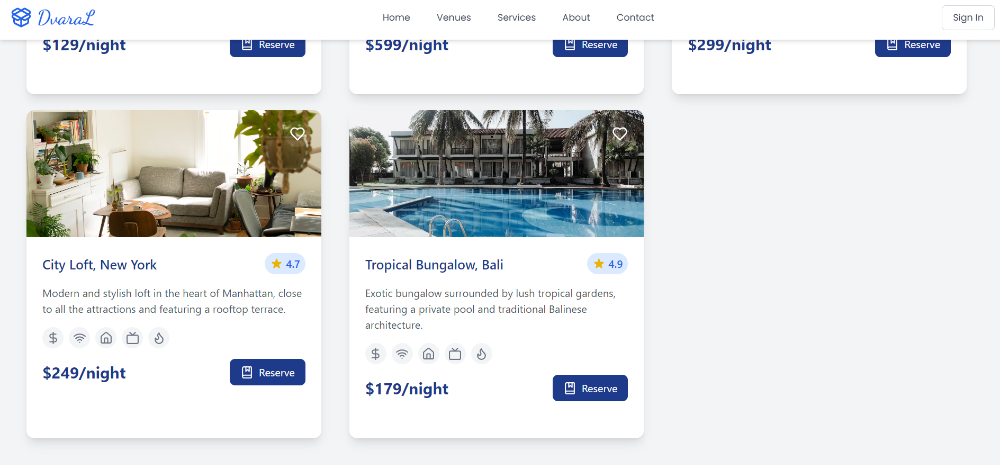 DvaraL
Home Venues Services About Contact
Sign In
$129/night Reserve
$599/night Reserve
$299/night Reserve
City Loft, New York
4.7
Modern and stylish loft in the heart of Manhattan, close
to all the attractions and featuring a rooftop terrace.
$249/night Reserve
Tropical Bungalow, Bali
4.9
Exotic bungalow surrounded by lush tropical gardens,
featuring a private pool and traditional Balinese
architecture.
$179/night Reserve